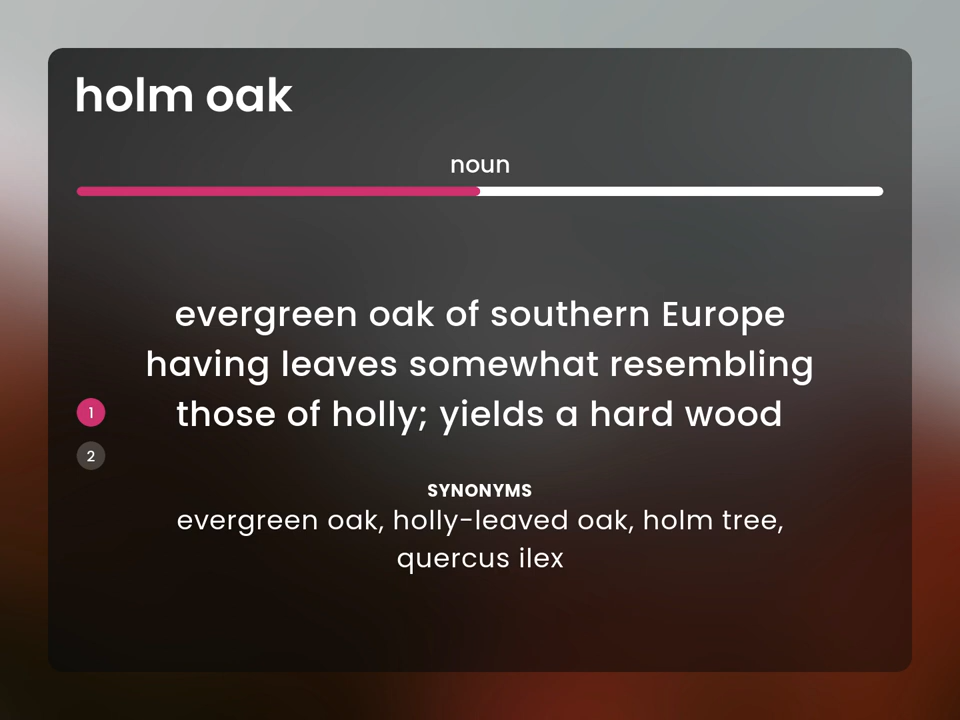 holm oak
noun
evergreen oak of southern Europe
having leaves somewhat resembling
those of holly; yields a hard wood
1
2
SYNONYMS
evergreen oak, holly-leaved oak, holm tree,
quercus ilex